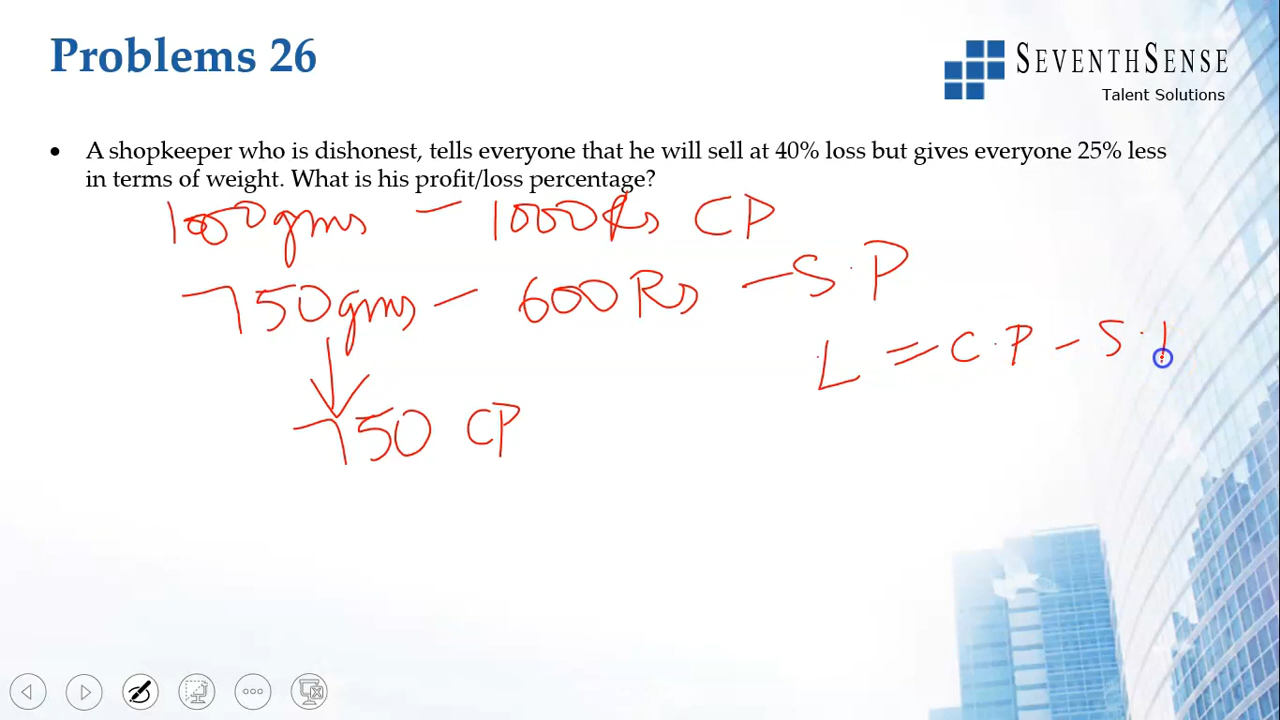 Problems 26
SEVENTHSENSE
Talent Solutions
• A shopkeeper who is dishonest, tells everyone that he will sell at 40% loss but gives everyone 25% less
in terms of weight. What is his profit/loss percentage?
1000gms - 1000Rs CP
750gms - 600Rs - S.P
L = C.P - S.
750 CP